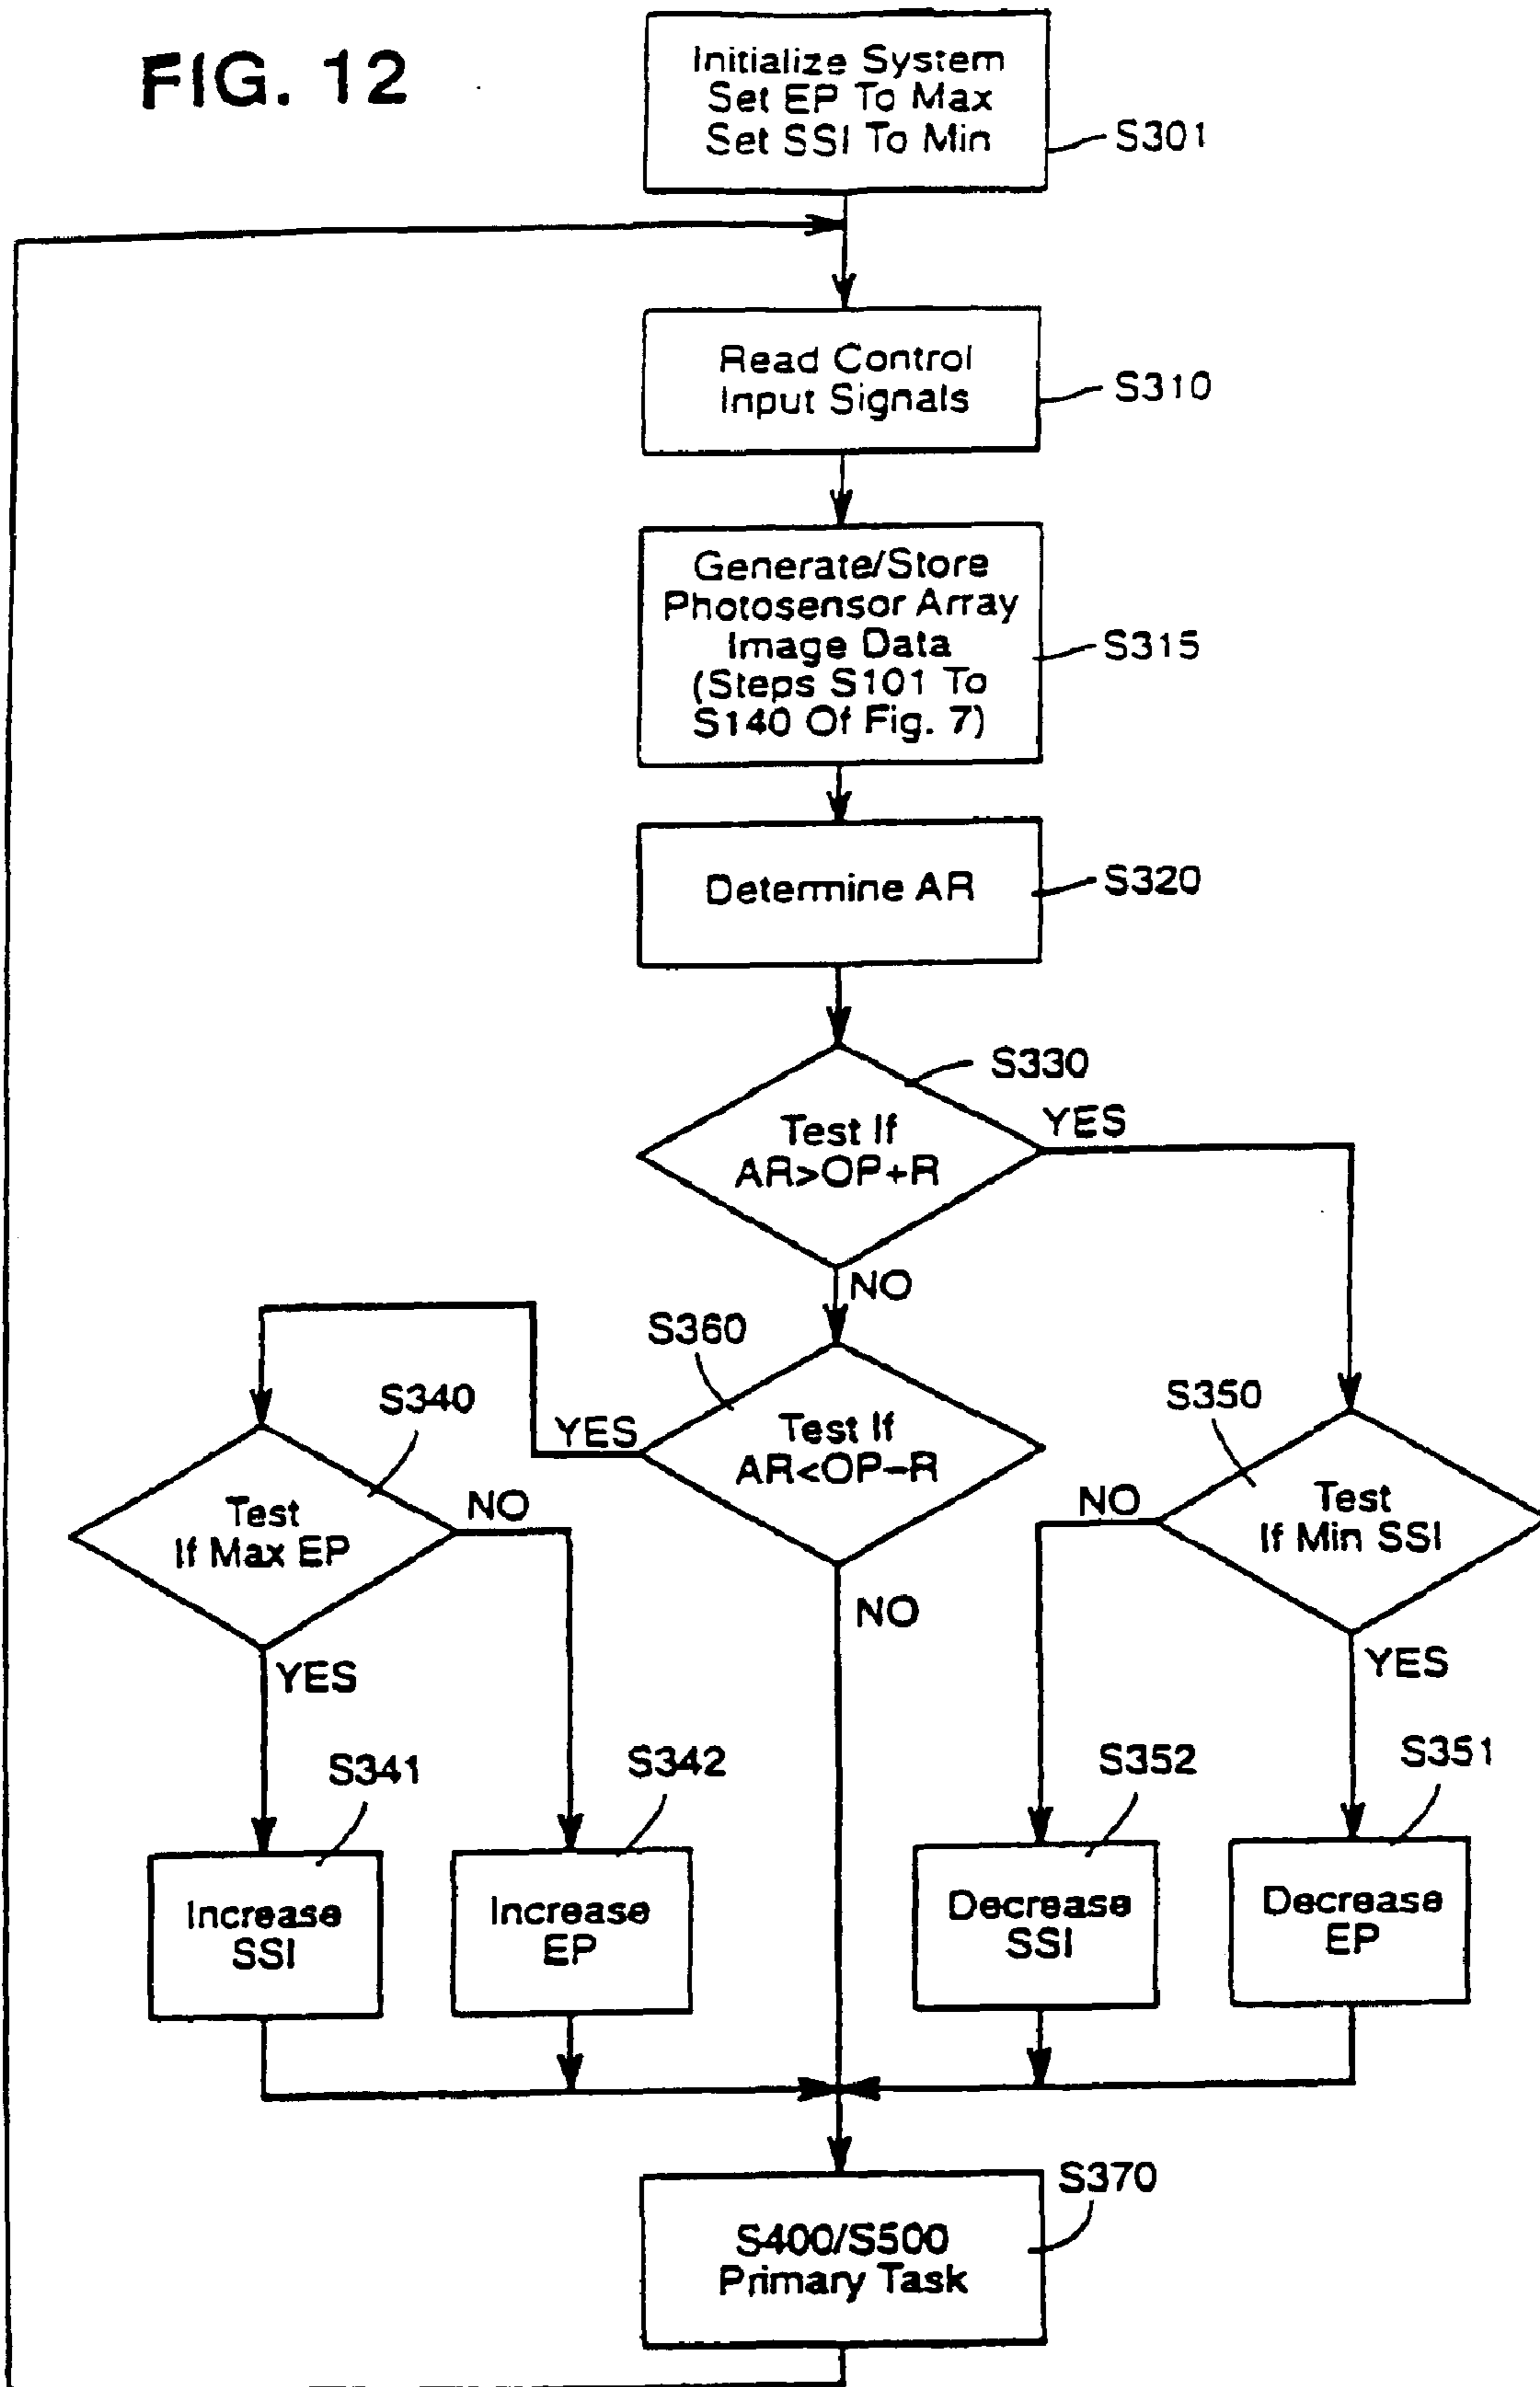 FIG. 12
Initialize System
Set EP To Max
Set SSI To Min
S301
Read Control
Input Signals
S310
Generate/Store
Photosensor Array
Image Data
(Steps S101 To
S140 Of Fig. 7)
S315
Determine AR
S320
S330
Test If
AR>OP+R
YES
NO
S360
Test If
AR<OP−R
YES
NO
S340
Test
If Max EP
NO
YES
S350
Test
If Min SSI
NO
YES
S341
Increase
SSI
S342
Increase
EP
S352
Decrease
SSI
S351
Decrease
EP
S370
S400/S500
Primary Task